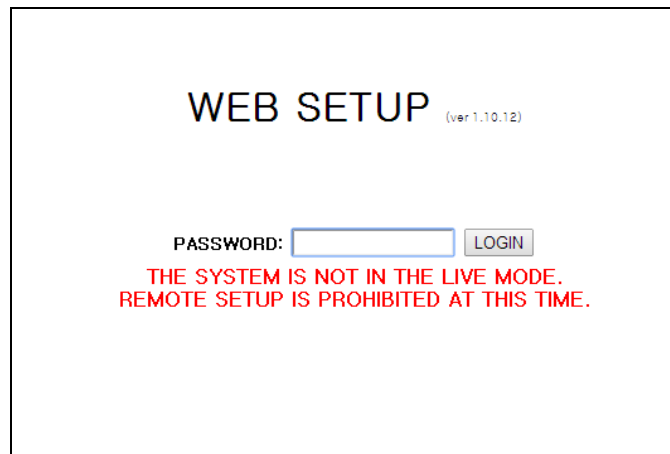 WEB SETUP (ver 1.10.12)
PASSWORD: LOGIN
THE SYSTEM IS NOT IN THE LIVE MODE.
REMOTE SETUP IS PROHIBITED AT THIS TIME.